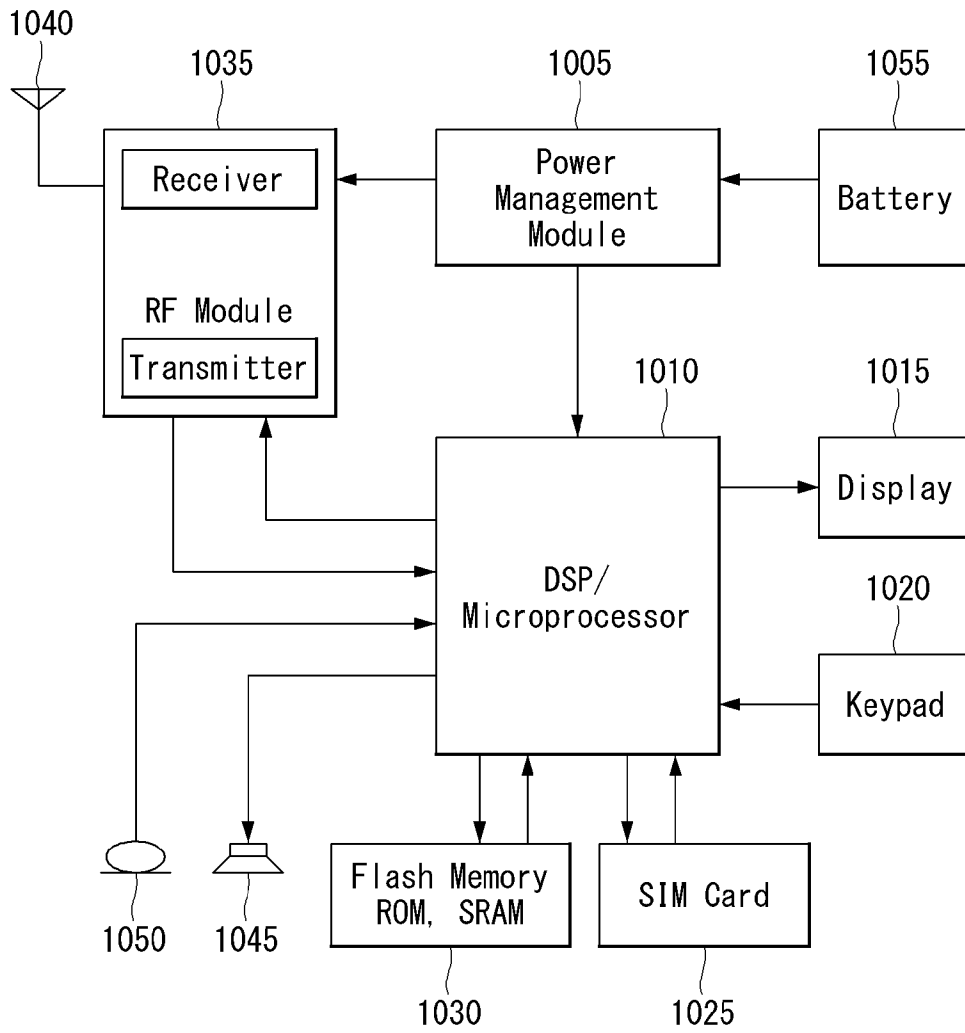 1040
1035
1005
1055
Receiver
RF Module
Transmitter
Power
Management
Module
Battery
1010
1015
Display
DSP/
Microprocessor
1020
Keypad
1050
1045
Flash Memory
ROM, SRAM
SIM Card
1030
1025